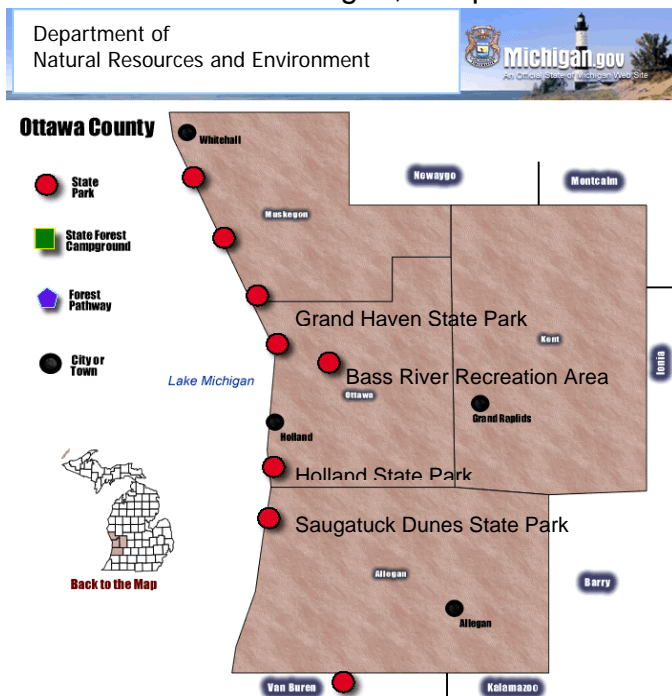 Department of
Natural Resources and Environment
Michigan.gov
An Official State of Michigan Web Site
Ottawa County
Whitehall
State
Park
Newaygo
Montcalm
Muskegon
State Forest
Campground
Forest
Pathway
Grand Haven State Park
Kent
Ionia
City or
Town
Lake Michigan
Bass River Recreation Area
Ottawa
Grand Rapids
Holland
Holland State Park
Saugatuck Dunes State Park
Back to the Map
Allegan
Barry
Allegan
Van Buren
Kalamazoo